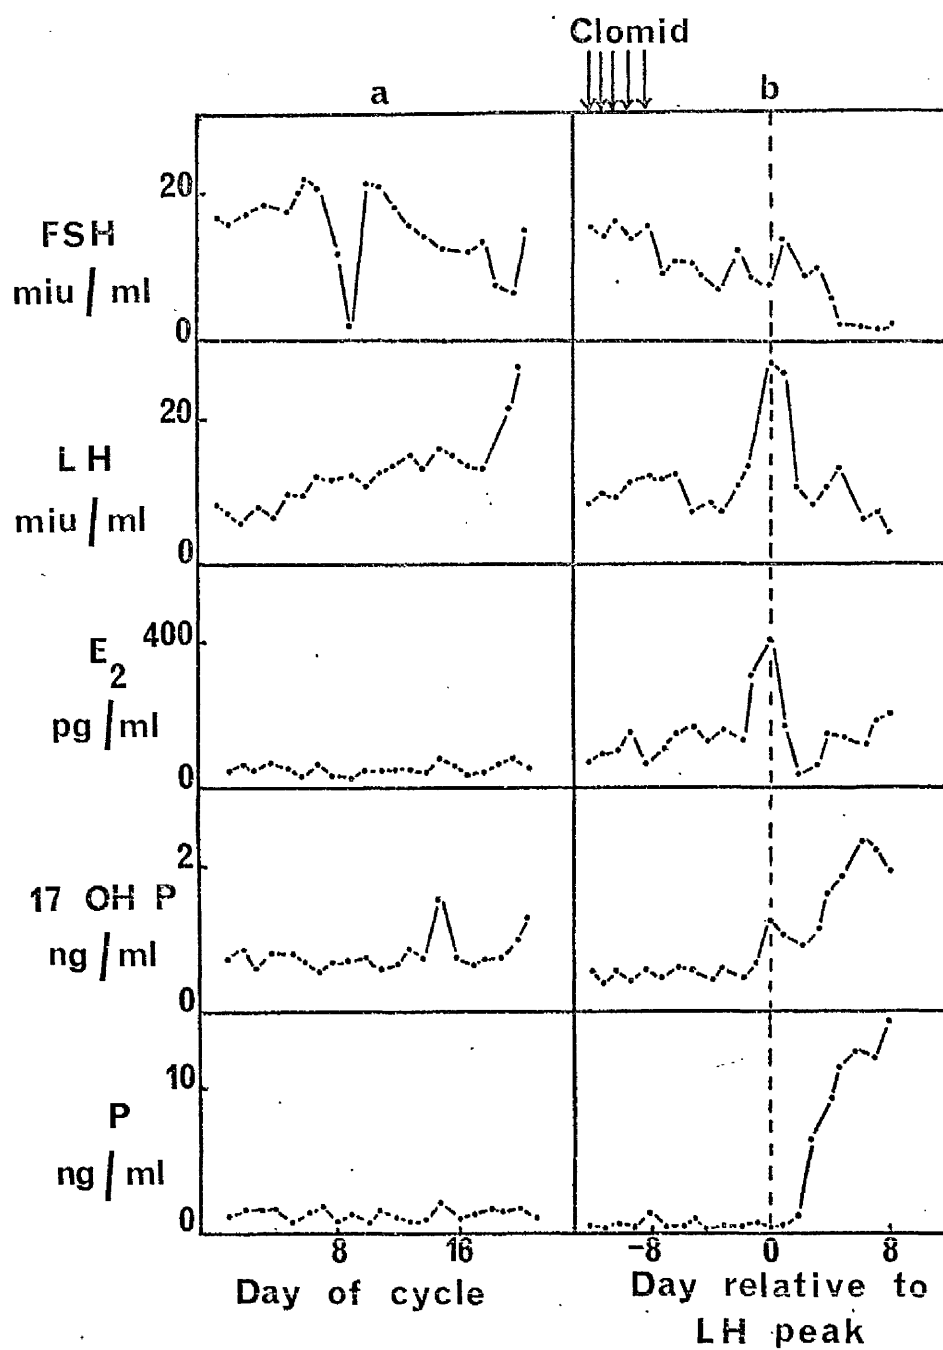 Clomid
a b
20
FSH
miu / ml
0
20
LH
miu / ml
0
400
E2
pg / ml
0
2
17 OH P
ng / ml
0
10
P
ng / ml
0
8 16 -8 0 8
Day of cycle Day relative to
LH peak